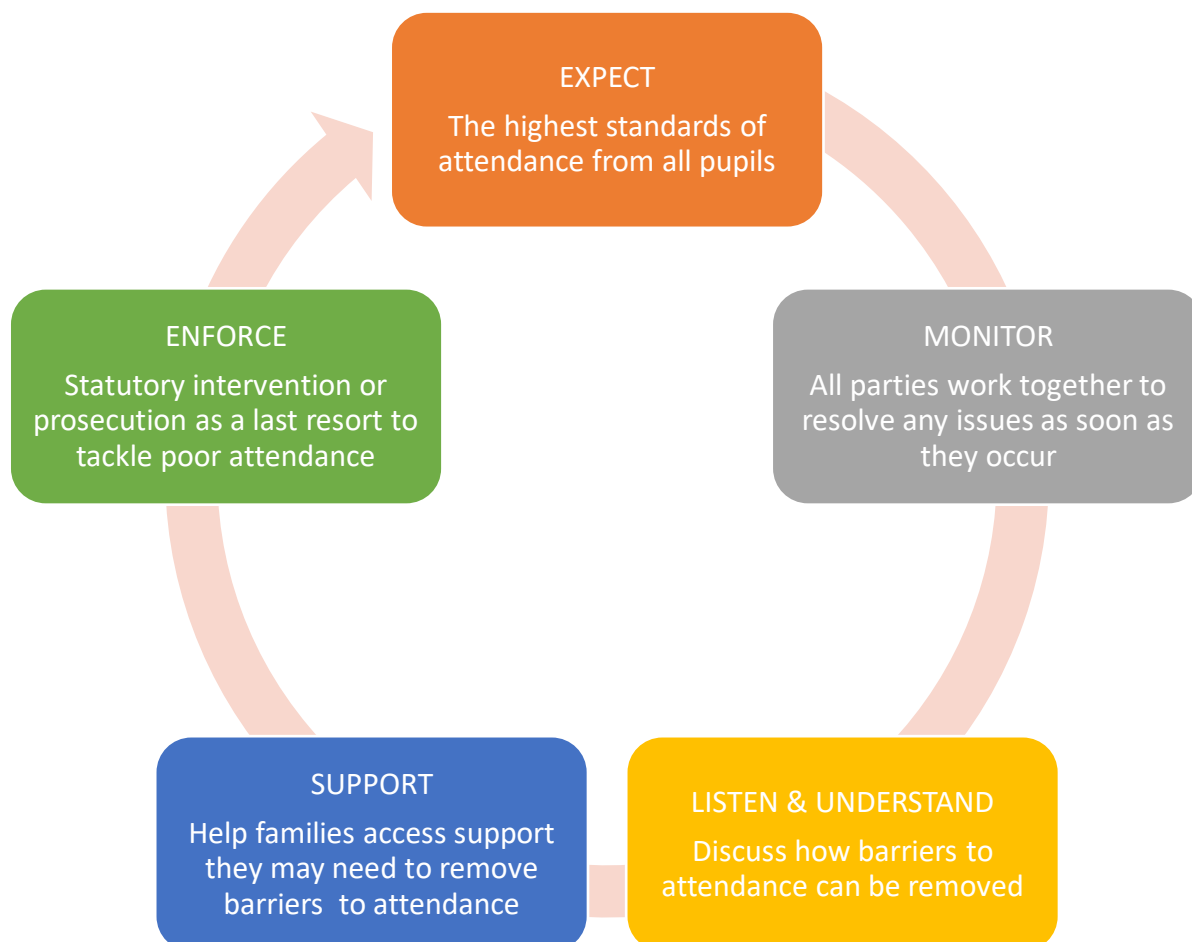 EXPECT
The highest standards of
attendance from all pupils
MONITOR
All parties work together to
resolve any issues as soon as
they occur
LISTEN & UNDERSTAND
Discuss how barriers to
attendance can be removed
SUPPORT
Help families access support
they may need to remove
barriers to attendance
ENFORCE
Statutory intervention or
prosecution as a last resort to
tackle poor attendance